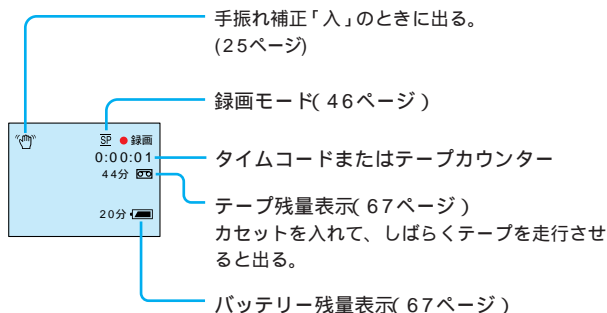 手振れ補正「入」のときに出る。
(25ページ)
録画モード(46ページ)
SP ●録画
0:00:01
44分
20分
タイムコードまたはテープカウンター
テープ残量表示(67ページ)
カセットを入れて、しばらくテープを走行させ
ると出る。
バッテリー残量表示(67ページ)